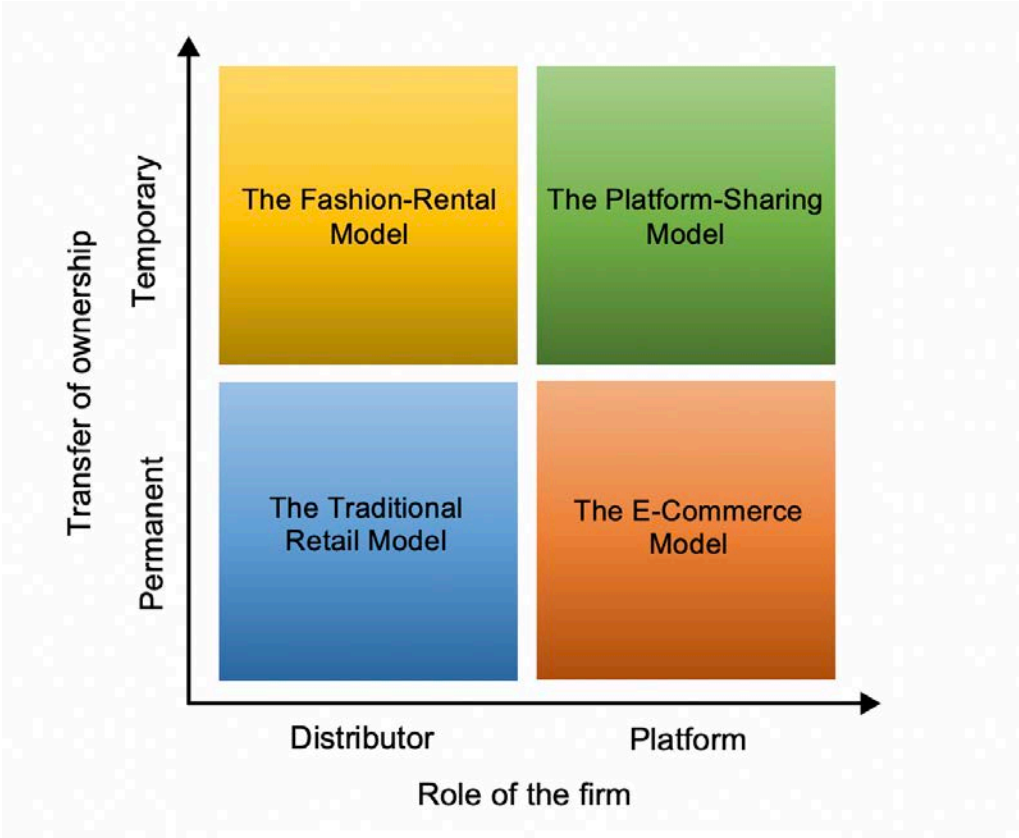 Transfer of ownership
Temporary
Permanent
The Fashion-Rental
Model
The Platform-Sharing
Model
The Traditional
Retail Model
The E-Commerce
Model
Distributor
Platform
Role of the firm